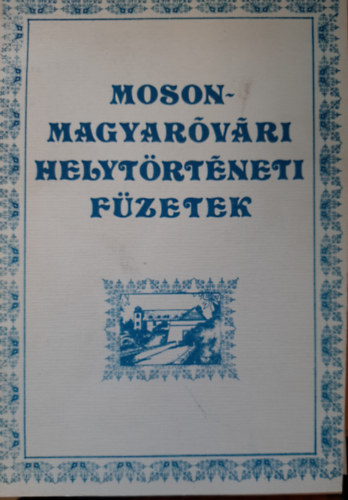 MOSON-
MAGYARÓVÁRI
HELYTÖRTÉNETI
FÜZETEK